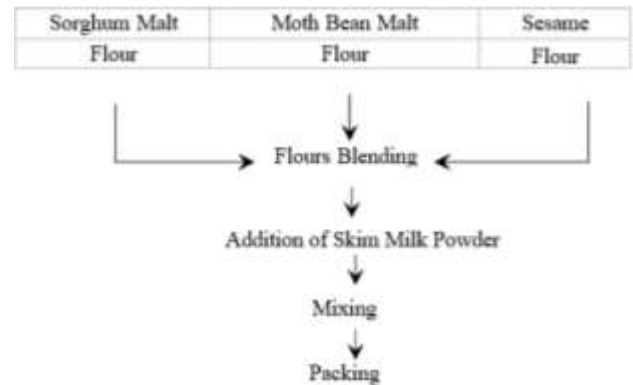 Sorghum Malt Moth Bean Malt Sesame
Flour Flour Flour
Flours Blending
Addition of Skim Milk Powder
Mixing
Packing